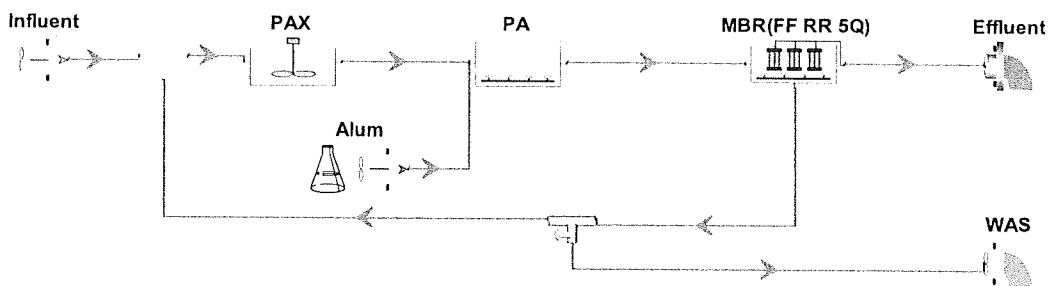 Influent
PAX
PA
MBR(FF RR 5Q)
Effluent
Alum
WAS